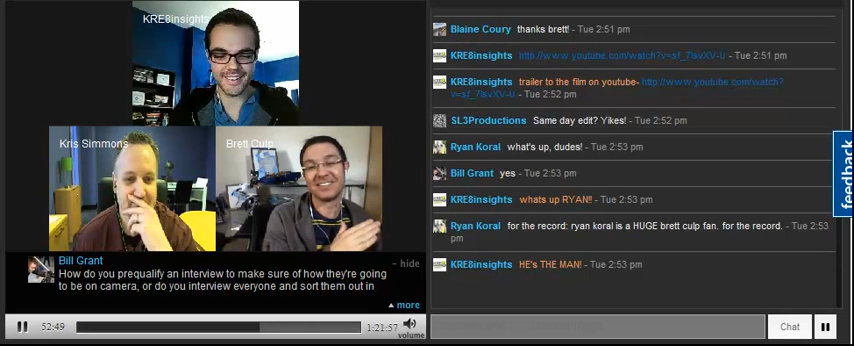 KRE8insights
Kris Simmons
Brett Culp
Bill Grant
– hide
How do you prequalify an interview to make sure of how they're going
to be on camera, or do you interview everyone and sort them out in
more
52:49
1:21:57
volume
Blaine Coury thanks brett! - Tue 2:51 pm
KRE8insights http://www.youtube.com/watch?v=sf_7lsvXV-U - Tue 2:51 pm
KRE8insights trailer to the film on youtube- http://www.youtube.com/watch?
v=sf_7lsvXV-U - Tue 2:52 pm
SL3Productions Same day edit? Yikes! - Tue 2:52 pm
Ryan Koral what's up, dudes! - Tue 2:53 pm
Bill Grant yes - Tue 2:53 pm
KRE8insights whats up RYAN!! - Tue 2:53 pm
Ryan Koral for the record: ryan koral is a HUGE brett culp fan. for the record. - Tue 2:53
pm
KRE8insights HE'S THE MAN! - Tue 2:53 pm
Chat
feedback